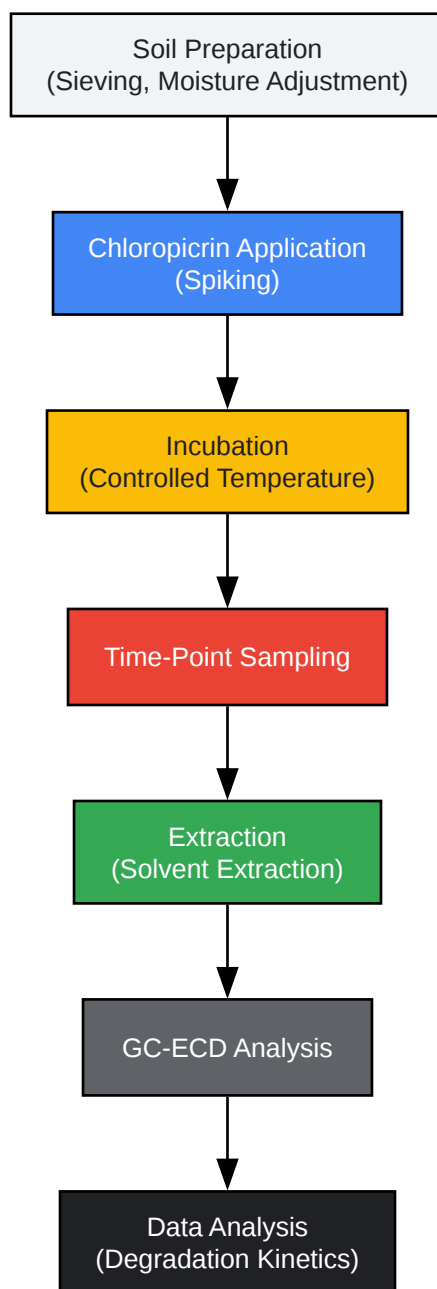 Soil Preparation
(Sieving, Moisture Adjustment)
Chloropicrin Application
(Spiking)
Incubation
(Controlled Temperature)
Time-Point Sampling
Extraction
(Solvent Extraction)
GC-ECD Analysis
Data Analysis
(Degradation Kinetics)